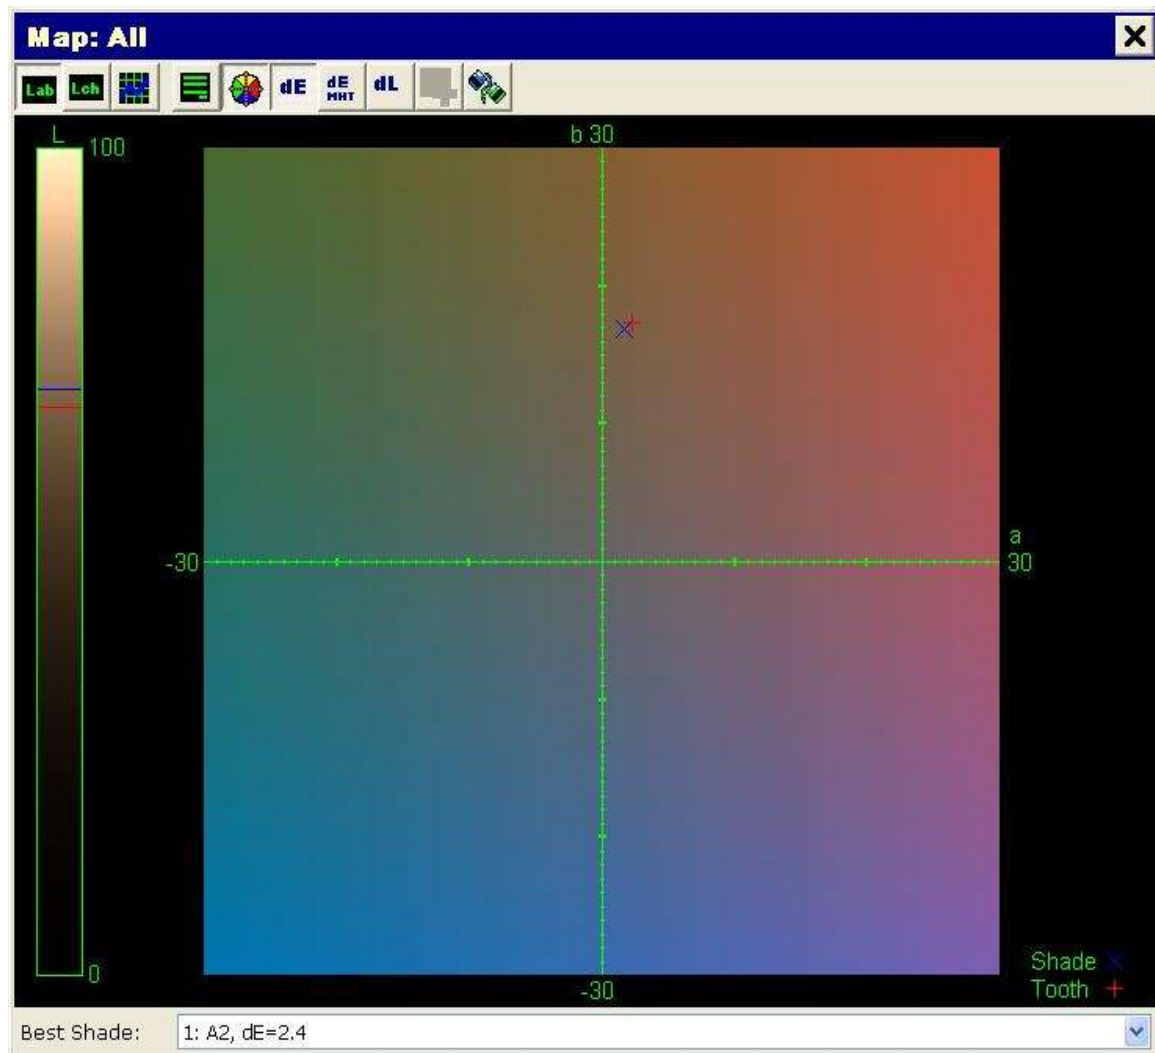 Map: All
Lab Lch dE dE MHT dL
L
100
b 30
-30
a
30
0
-30
Shade
Tooth
Best Shade: 1: A2, dE=2.4